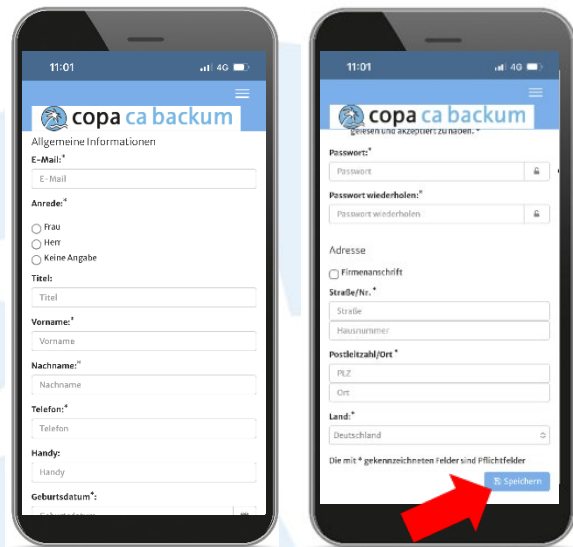 11:01
4G
copa ca backum
Allgemeine Informationen
E-Mail:*
E-Mail
Anrede:*
Frau
Herr
Keine Angabe
Titel:
Titel
Vorname:*
Vorname
Nachname:*
Nachname
Telefon:*
Telefon
Handy:
Handy
Geburtsdatum*:
Geburtsdatum
11:01
4G
copa ca backum
gelesen und akzeptiert zu haben. *
Passwort:*
Passwort
Passwort wiederholen:*
Passwort wiederholen
Adresse
Firmenanschrift
Straße/Nr. *
Straße
Hausnummer
Postleitzahl/Ort *
PLZ
Ort
Land:*
Deutschland
Die mit * gekennzeichneten Felder sind Pflichtfelder
Speichern